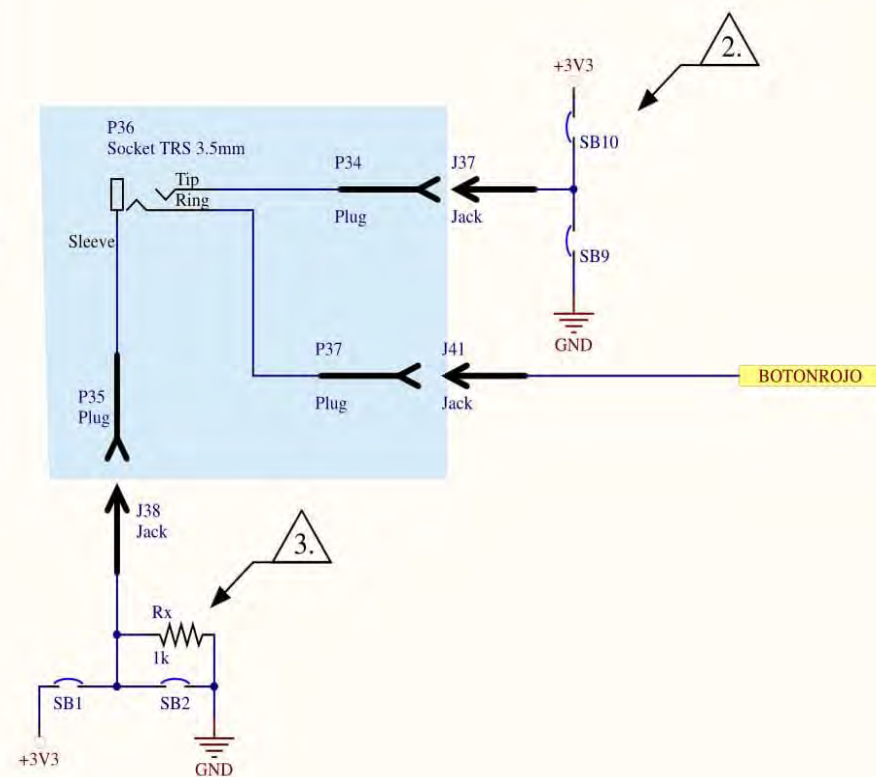 2.
+3V3
SB10
P36
Socket TRS 3.5mm
P34
J37
Tip
Ring
Plug
Jack
Sleeve
SB9
GND
P37
J41
BOTONROJO
Plug
Jack
P35
Plug
J38
Jack
3.
Rx
1k
SB1
SB2
+3V3
GND